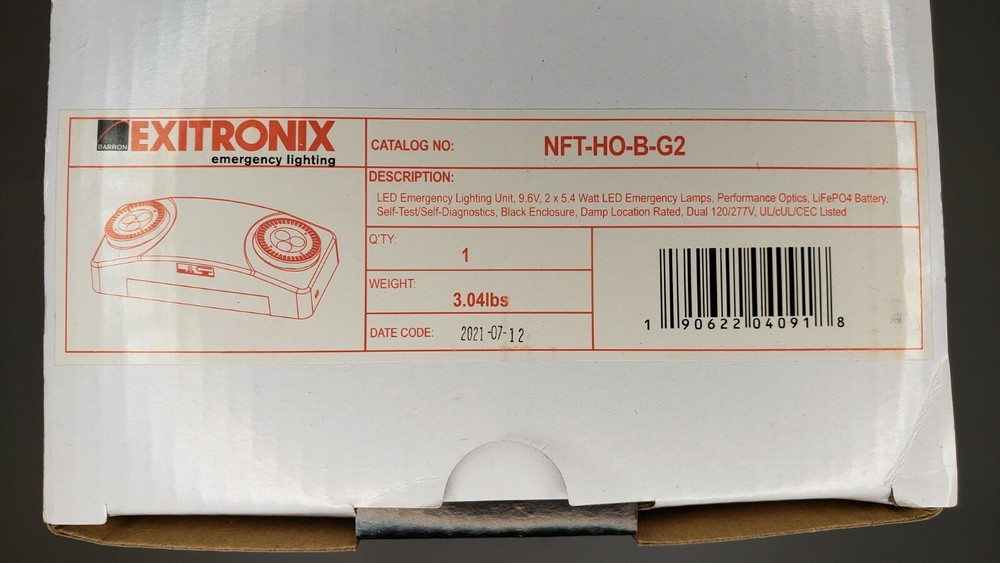 BARRON
EXITRONIX
emergency lighting
CATALOG NO: NFT-HO-B-G2
DESCRIPTION:
LED Emergency Lighting Unit, 9.6V, 2 x 5.4 Watt LED Emergency Lamps, Performance Optics, LiFePO4 Battery,
Self-Test/Self-Diagnostics, Black Enclosure, Damp Location Rated, Dual 120/277V, UL/cUL/CEC Listed
Q'TY: 1
WEIGHT: 3.04lbs
DATE CODE: 2021-07-12
1 90622 04091 8